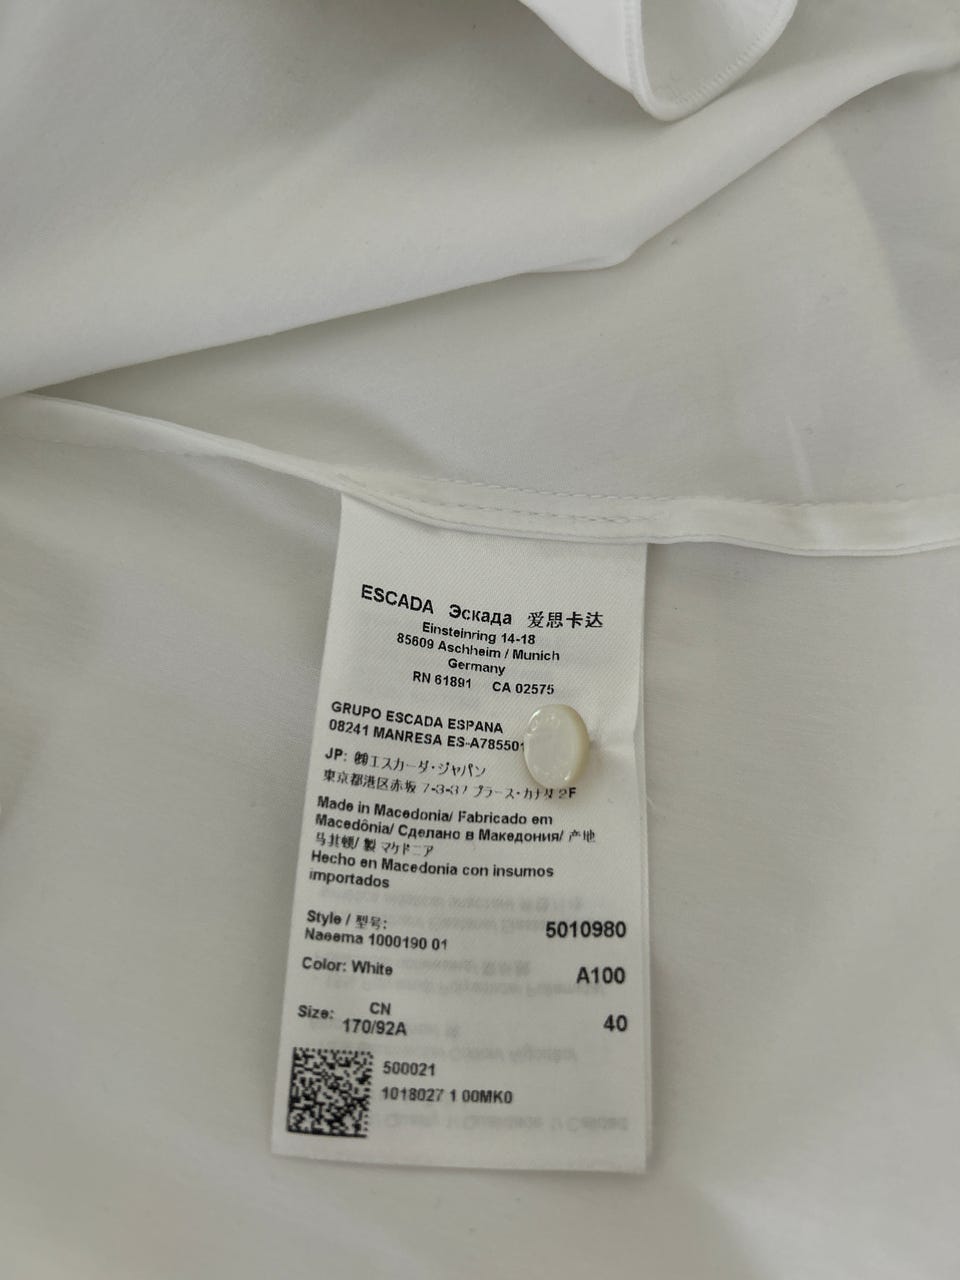 ESCADA Эскада 爱思卡达
Einsteinring 14-18
85609 Aschheim / Munich
Germany
RN 61891 CA 02575
GRUPO ESCADA ESPANA
08241 MANRESA ES-A785501
JP: ㈱エスカーダ・ジャパン
東京都港区赤坂 7-3-37 プラース・カナダ 2F
Made in Macedonia/ Fabricado em
Macedônia/ Сделано в Македония/ 产地
马其顿/ 製 マケドニア
Hecho en Macedonia con insumos
importados
Style / 型号: 5010980
Naeema 1000190 01
Color: White A100
Size: CN 40
170/92A
500021
1018027 1 00MK0